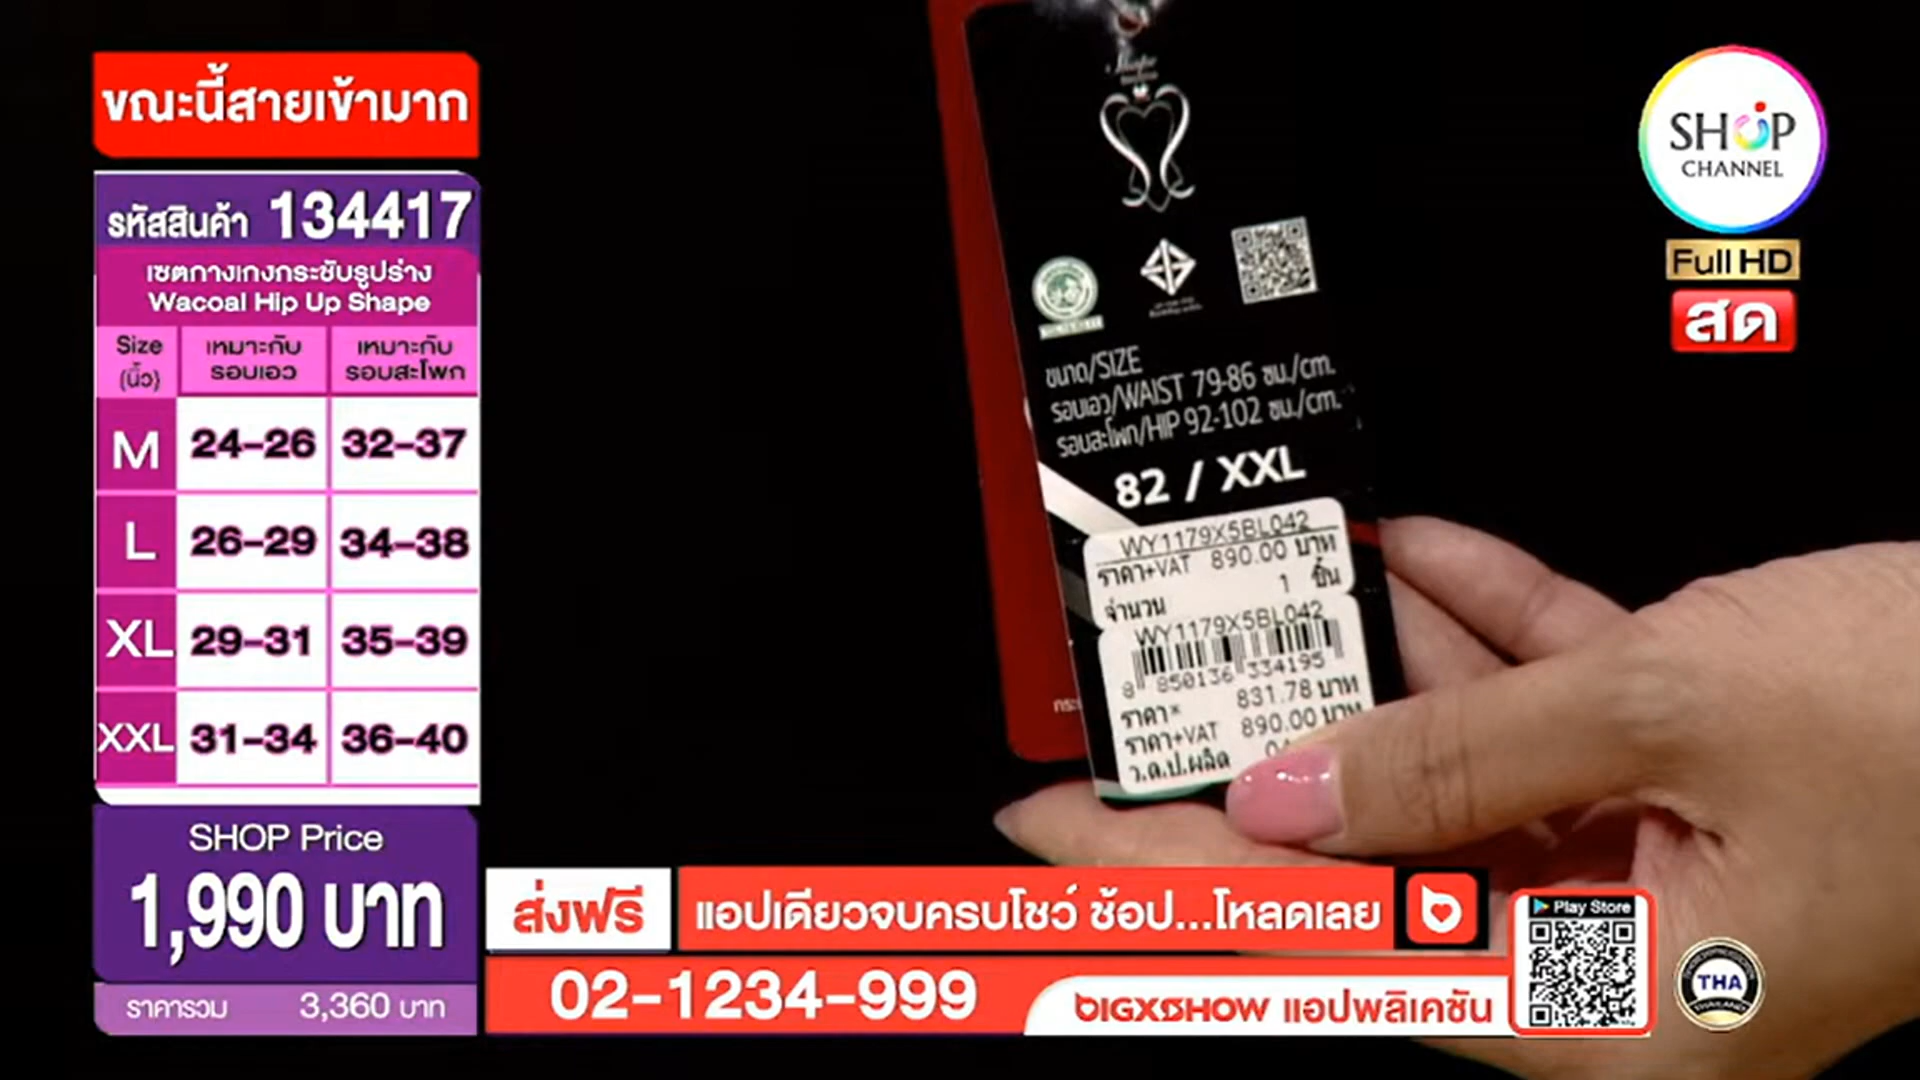 ขณะนี้สายเข้ามาก
รหัสสินค้า 134417
เซตกางเกงกระชับรูปร่าง
Wacoal Hip Up Shape
Size (นิ้ว) เหมาะกับรอบเอว เหมาะกับรอบสะโพก
M 24-26 32-37
L 26-29 34-38
XL 29-31 35-39
XXL 31-34 36-40
SHOP Price
1,990 บาท
ราคารวม 3,360 บาท
ขนาด/SIZE
รอบเอว/WAIST 79-86 ซม./cm.
รอบสะโพก/HIP 92-102 ซม./cm.
82 / XXL
WY1179X5BL042
ราคา+VAT 890.00 บาท
จำนวน 1 ชิ้น
WY1179X5BL042
8 850136 334195
ราคา* 831.78 บาท
ราคา+VAT 890.00 บาท
ว.ด.ป.ผลิต
SHOP
CHANNEL
Full HD
สด
ส่งฟรี แอปเดียวจบครบโชว์ ช้อป...โหลดเลย
02-1234-999
BIGXSHOW แอปพลิเคชัน
Play Store
THA